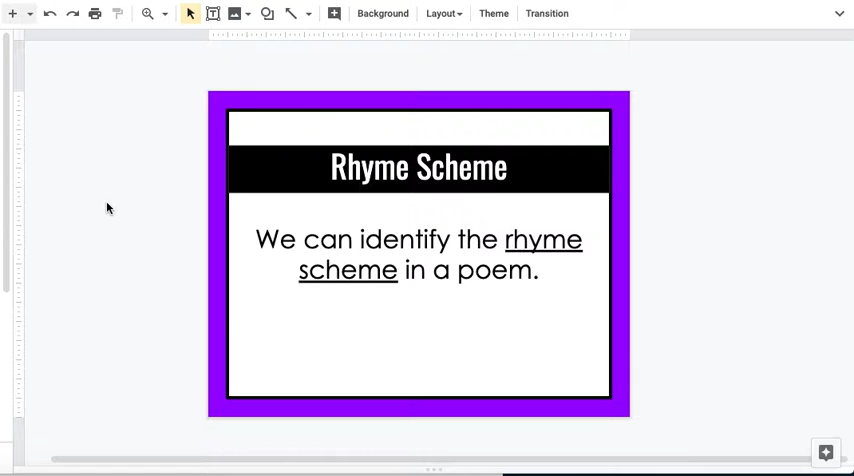 Background Layout Theme Transition
Rhyme Scheme
We can identify the rhyme
scheme in a poem.